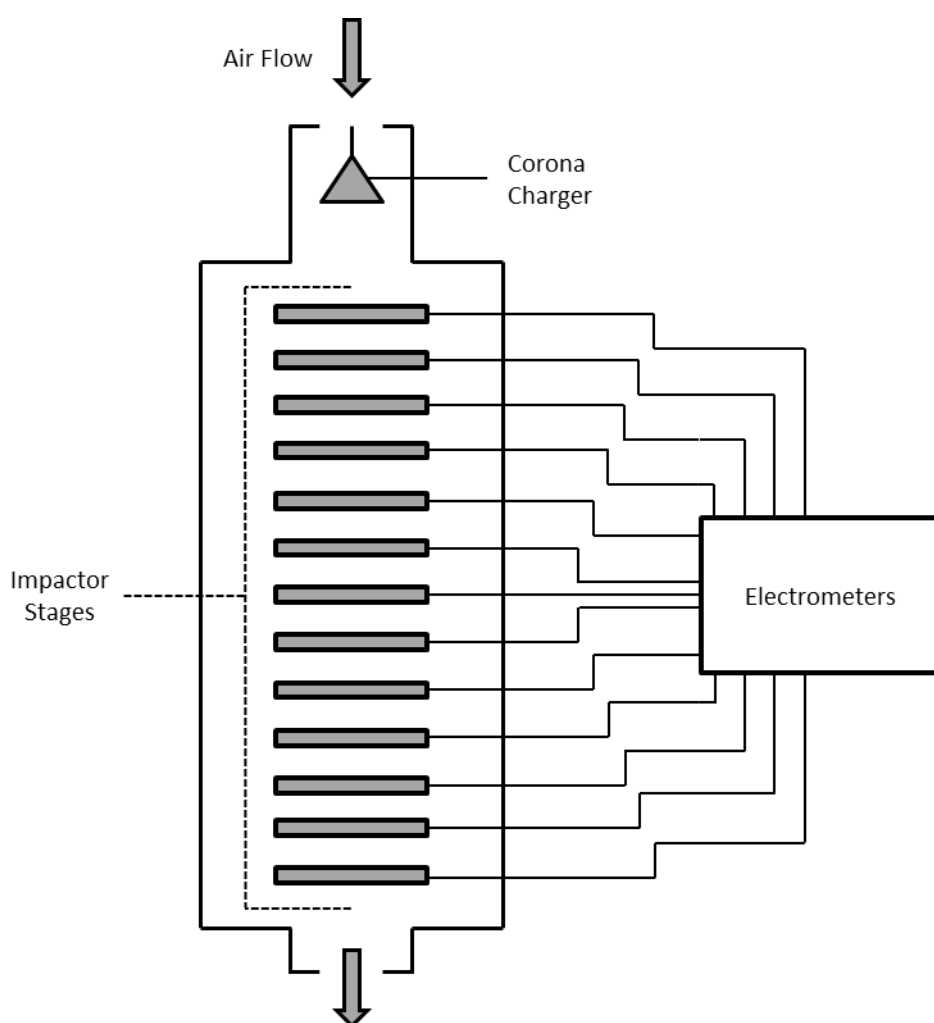 Air Flow
Corona
Charger
Impactor
Stages
Electrometers